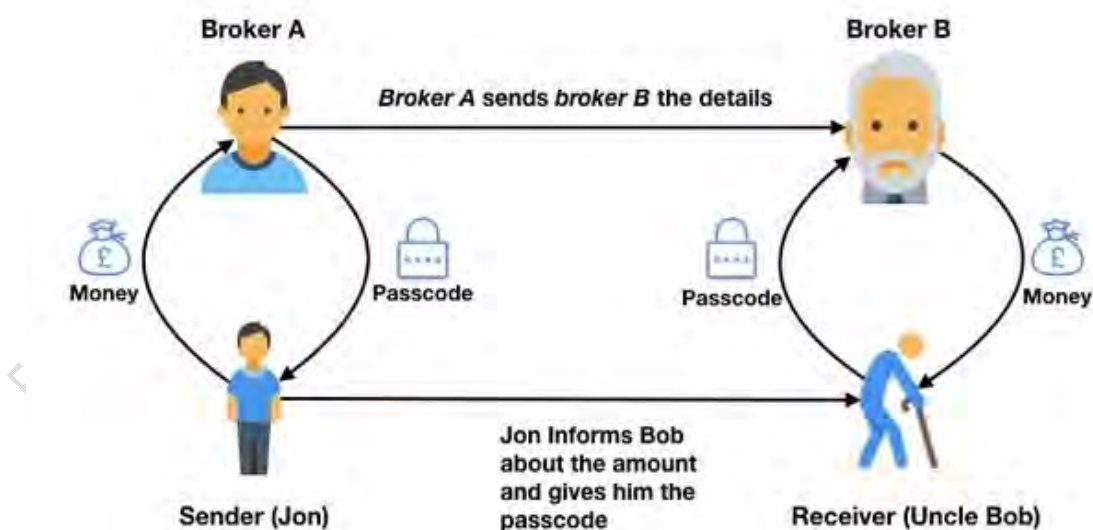 Broker A
Broker B
Broker A sends broker B the details
£
Money
Passcode
Passcode
£
Money
Jon Informs Bob
about the amount
and gives him the
passcode
Sender (Jon)
Receiver (Uncle Bob)